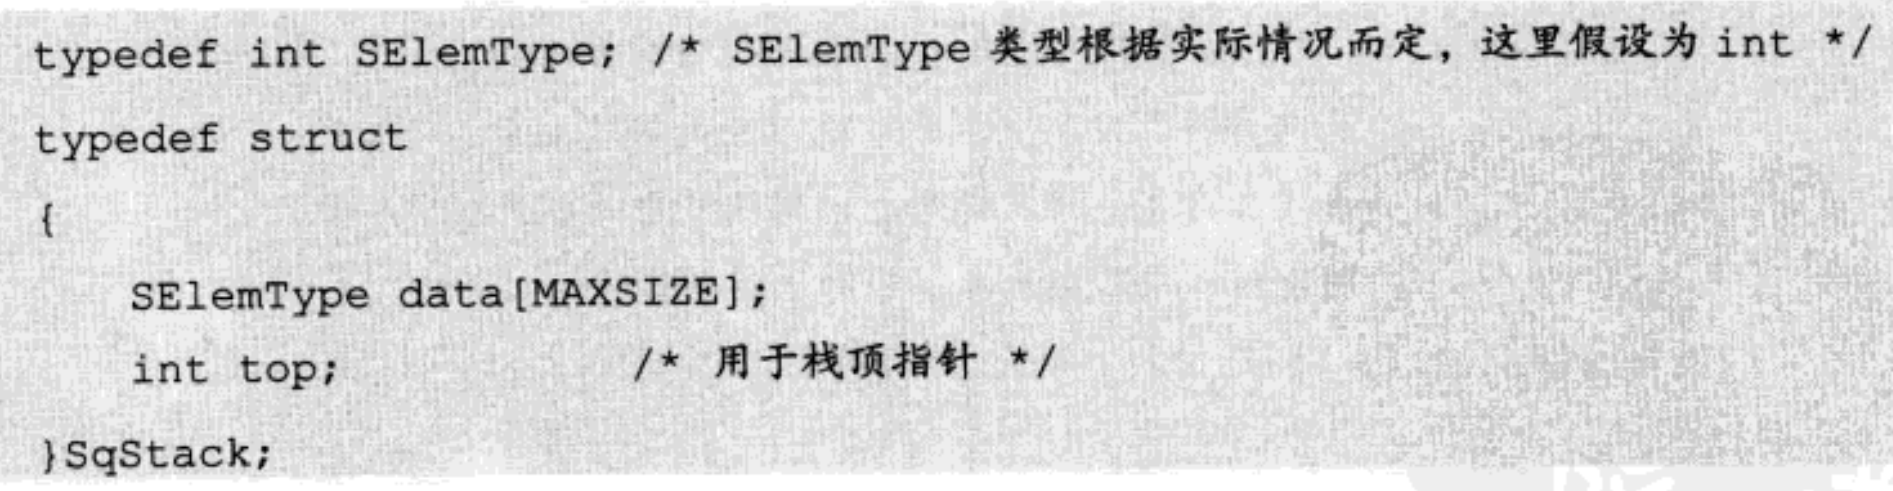 typedef int SElemType; /* SElemType 类型根据实际情况而定，这里假设为 int */
typedef struct
{
SElemType data[MAXSIZE];
int top; /* 用于栈顶指针 */
}SqStack;